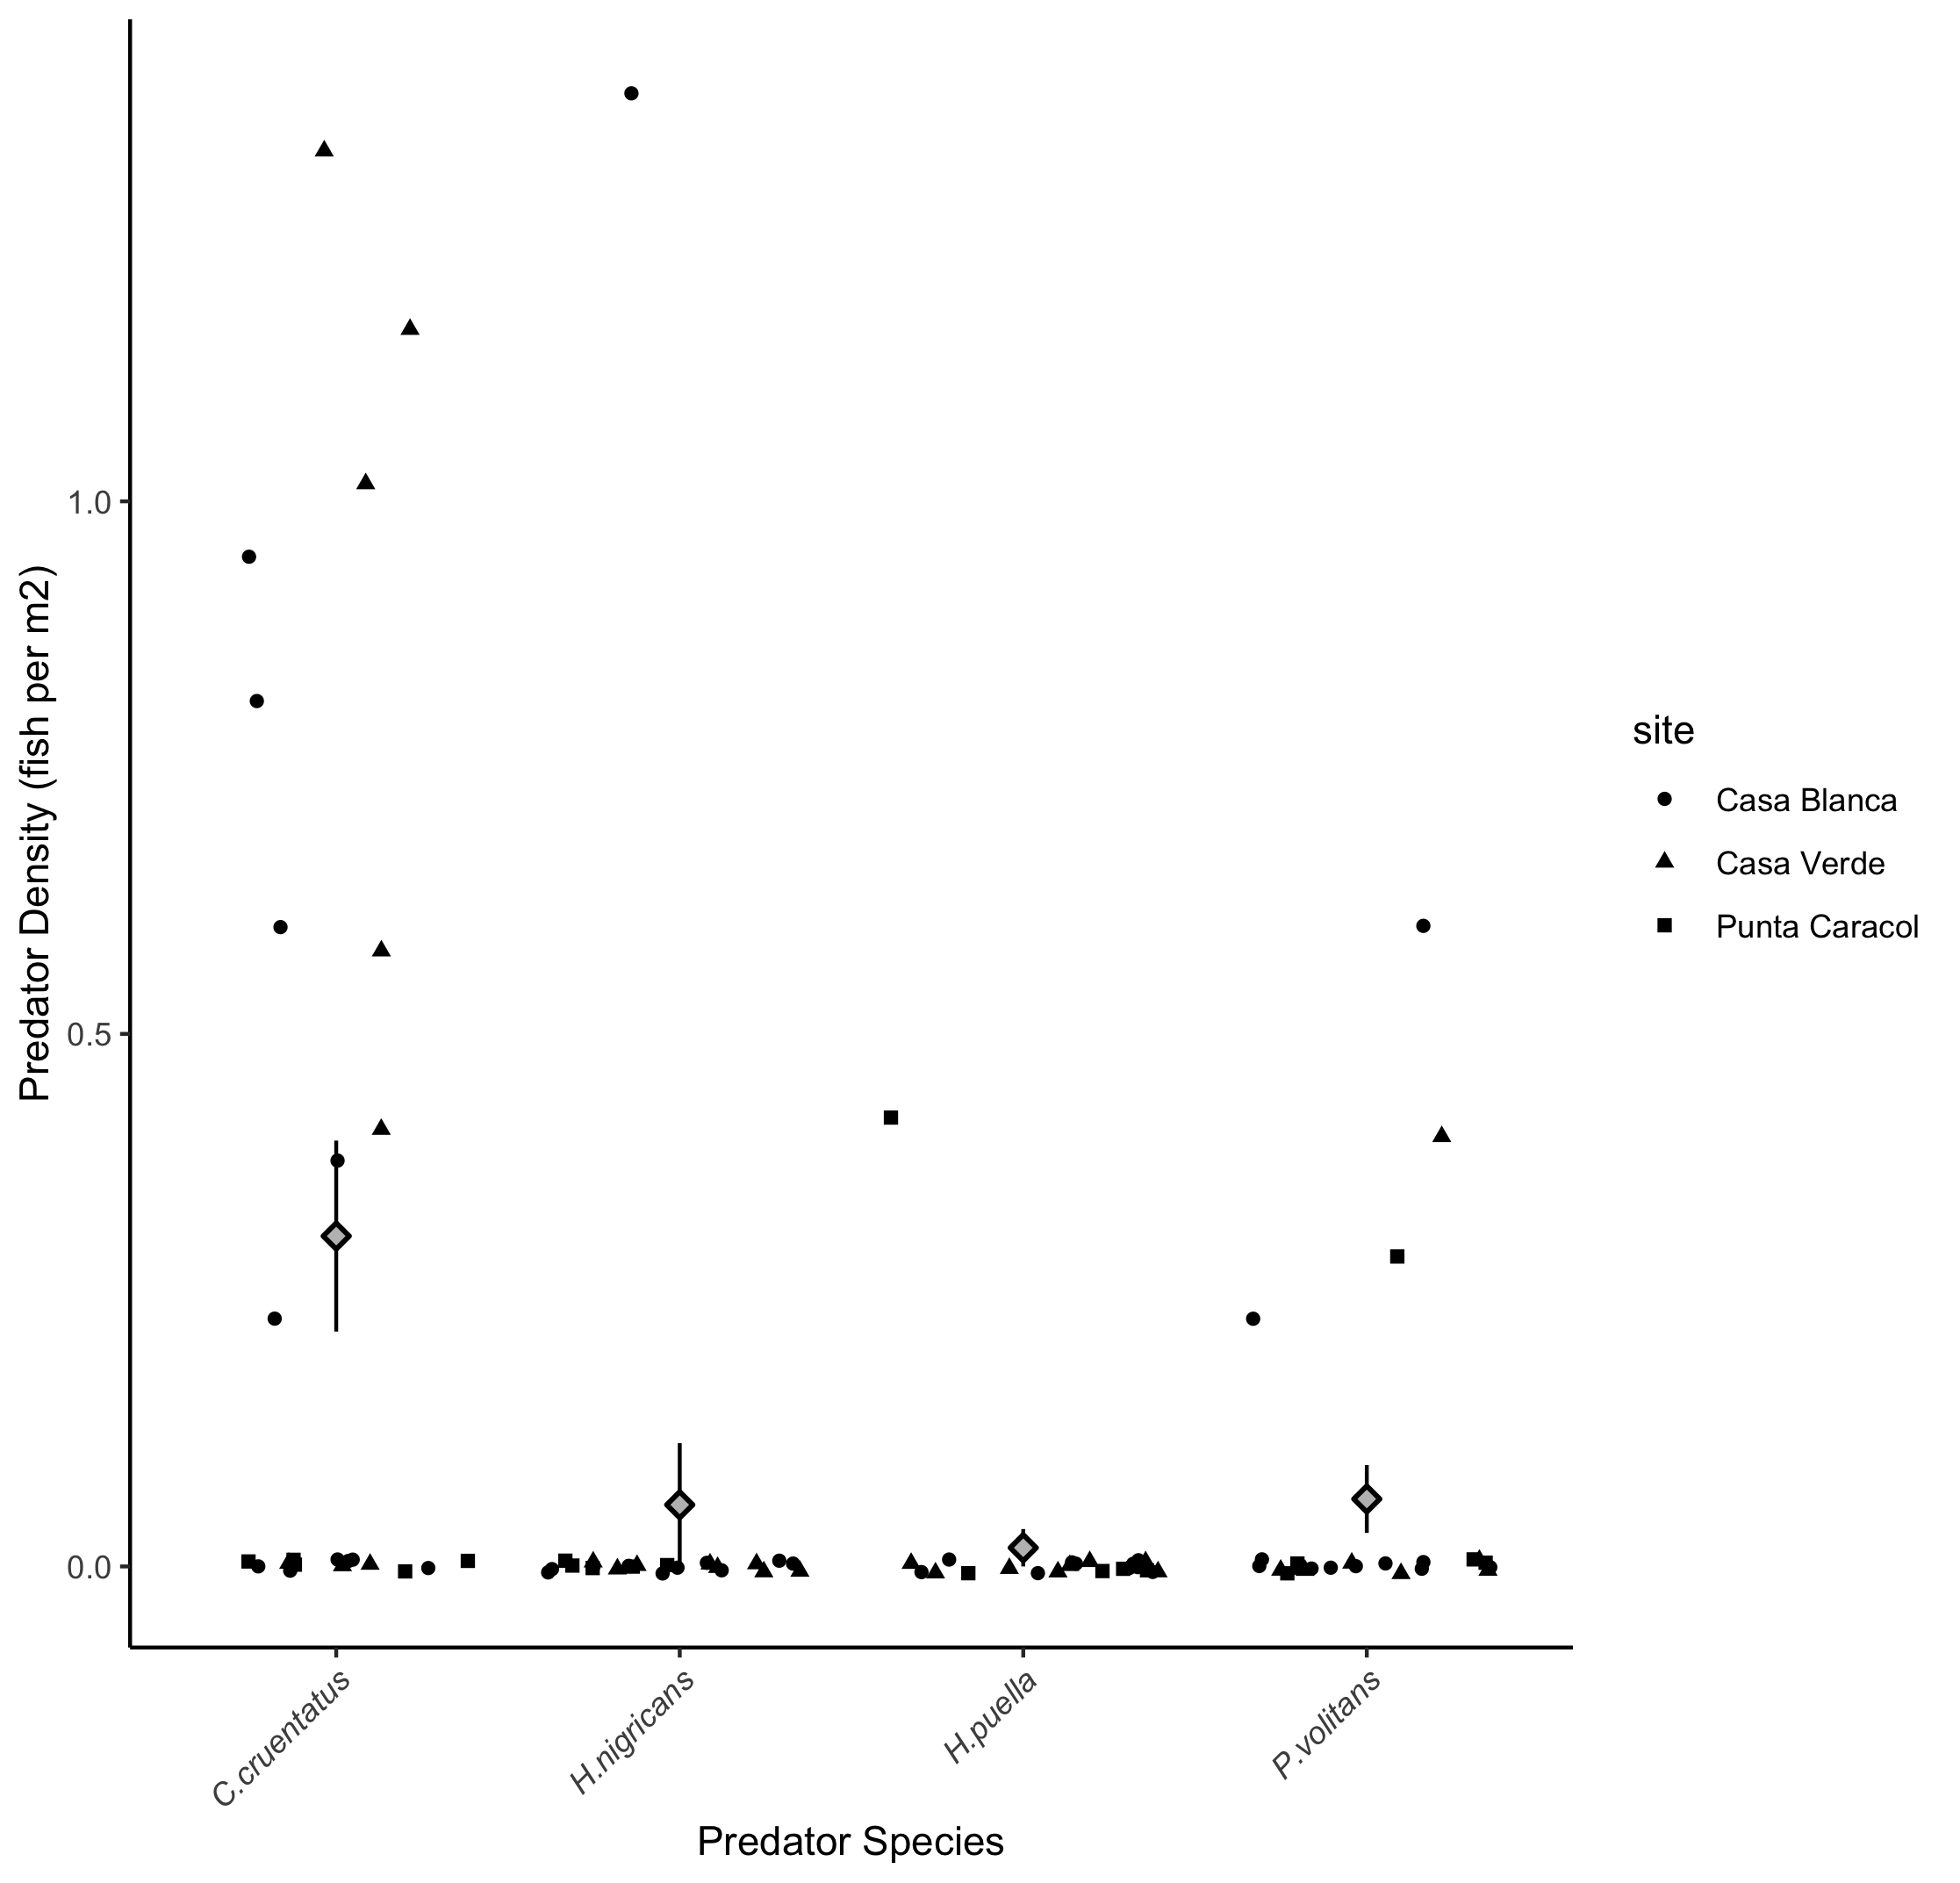 Predator Density (fish per m2)
1.0
0.5
0.0
C.cruentatus
H.nigricans
H.puella
P.volitans
Predator Species
site
Casa Blanca
Casa Verde
Punta Caracol